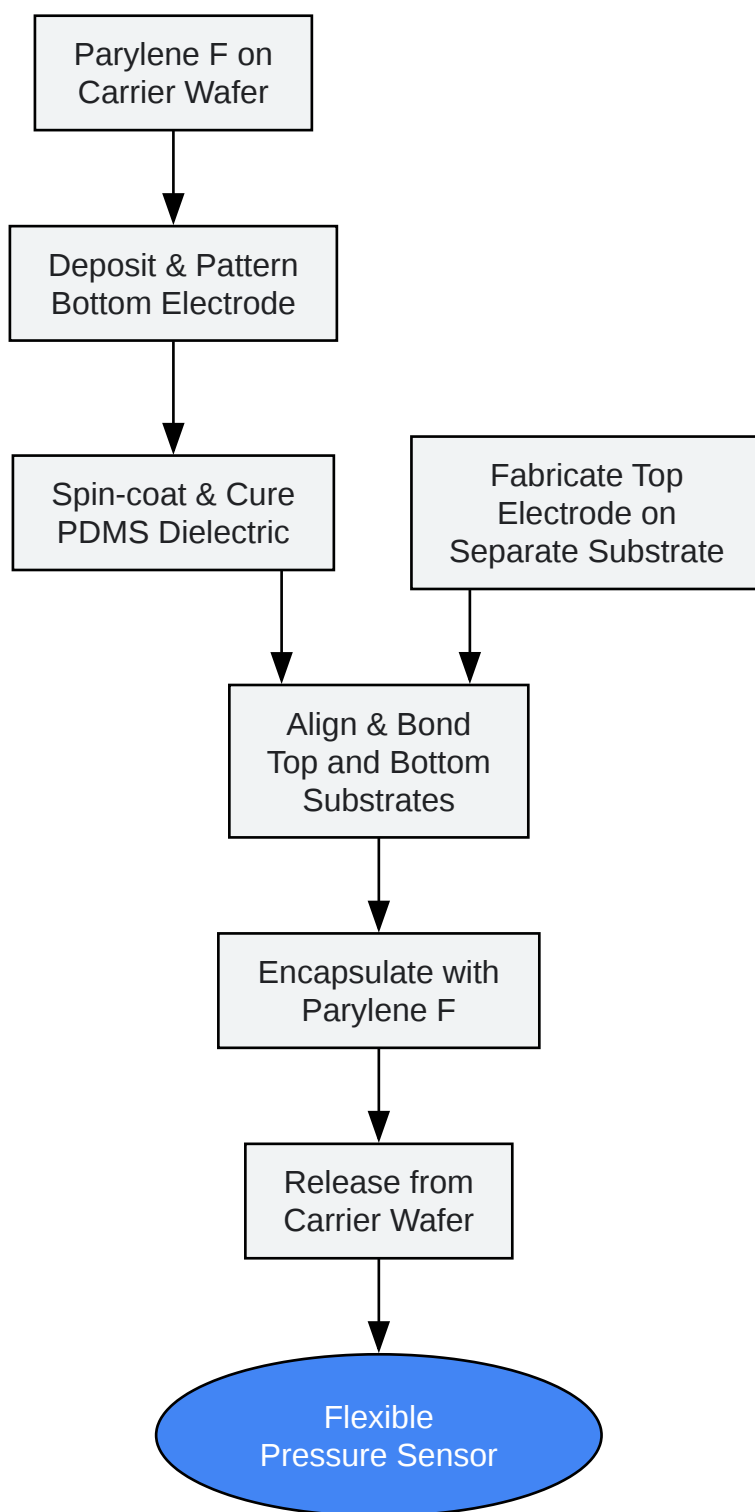 Parylene F on
Carrier Wafer
Deposit & Pattern
Bottom Electrode
Spin-coat & Cure
PDMS Dielectric
Fabricate Top
Electrode on
Separate Substrate
Align & Bond
Top and Bottom
Substrates
Encapsulate with
Parylene F
Release from
Carrier Wafer
Flexible
Pressure Sensor